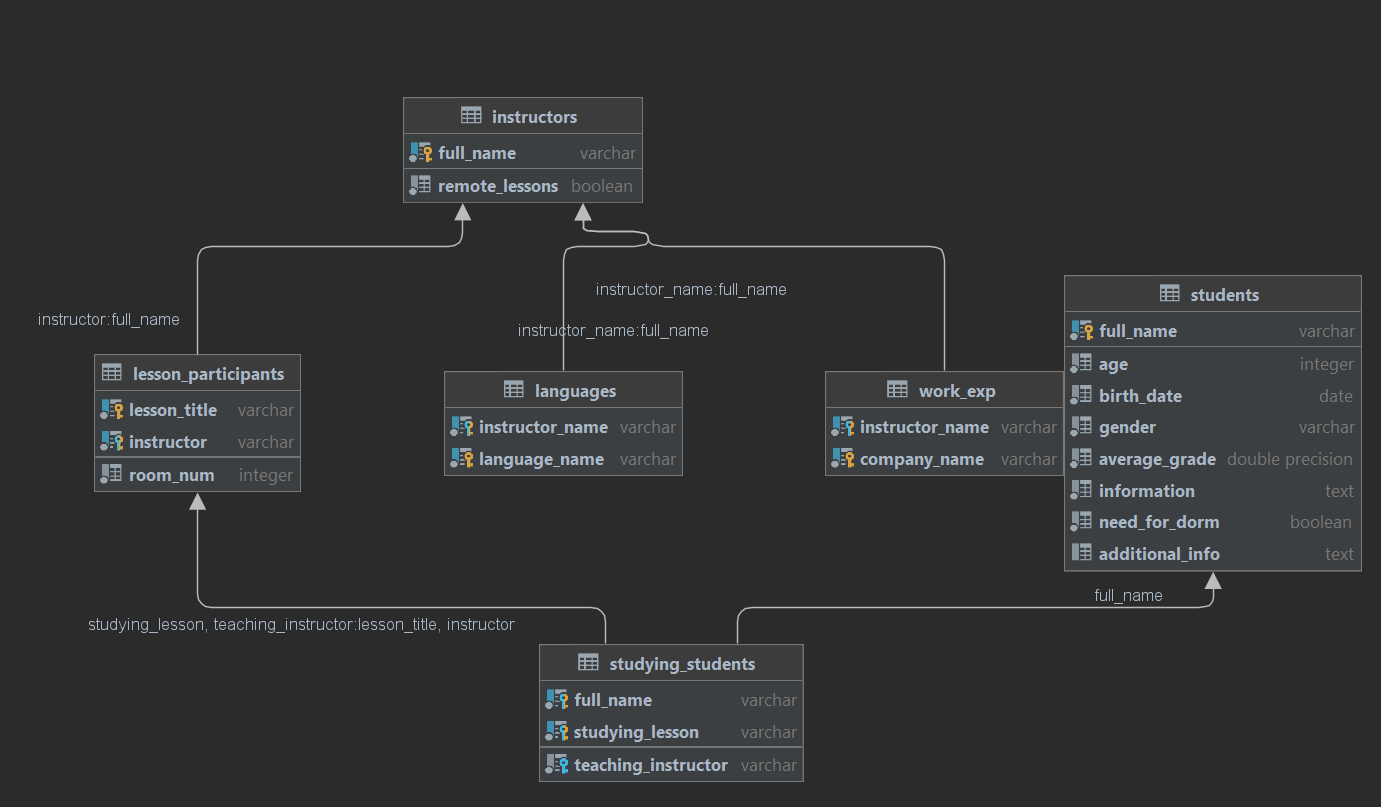 instructors
full_name varchar
remote_lessons boolean
instructor_name:full_name
instructor:full_name
instructor_name:full_name
students
full_name varchar
age integer
birth_date date
gender varchar
average_grade double precision
information text
need_for_dorm boolean
additional_info text
lesson_participants
lesson_title varchar
instructor varchar
room_num integer
languages
instructor_name varchar
language_name varchar
work_exp
instructor_name varchar
company_name varchar
full_name
studying_lesson, teaching_instructor:lesson_title, instructor
studying_students
full_name varchar
studying_lesson varchar
teaching_instructor varchar